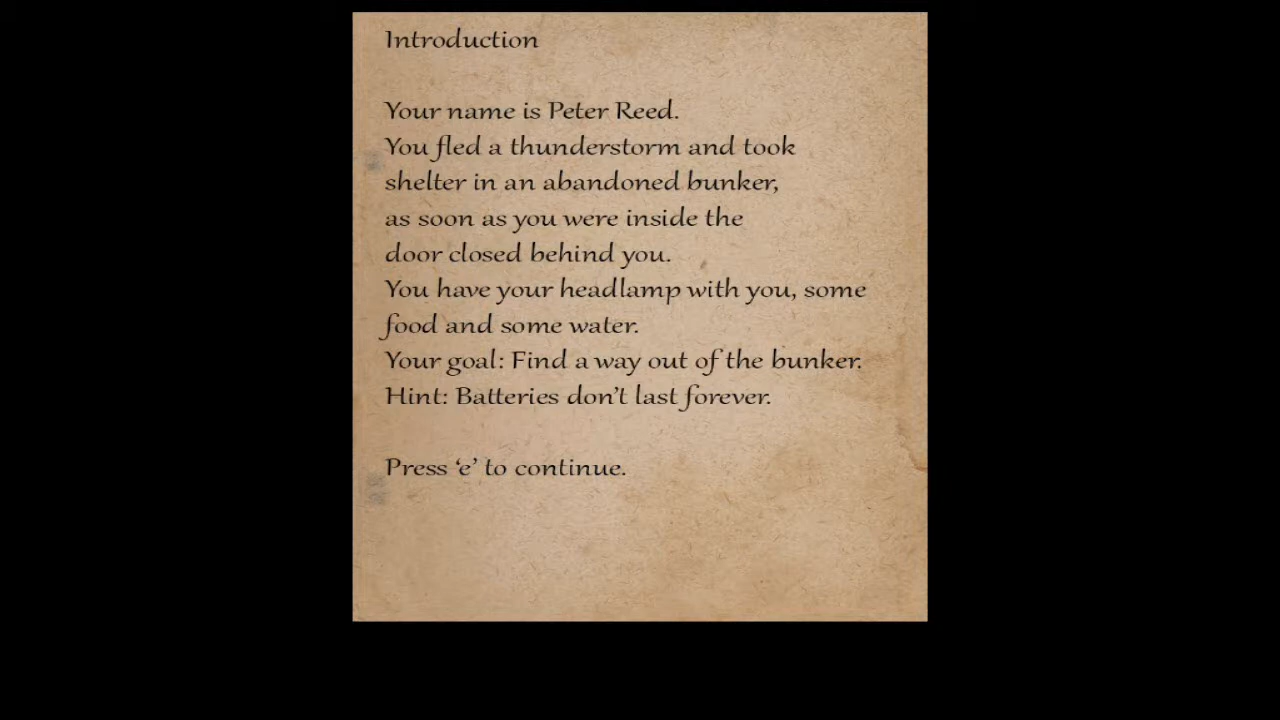 Introduction
Your name is Peter Reed.
You fled a thunderstorm and took
shelter in an abandoned bunker,
as soon as you were inside the
door closed behind you.
You have your headlamp with you, some
food and some water.
Your goal: Find a way out of the bunker.
Hint: Batteries don't last forever.
Press ‘e’ to continue.